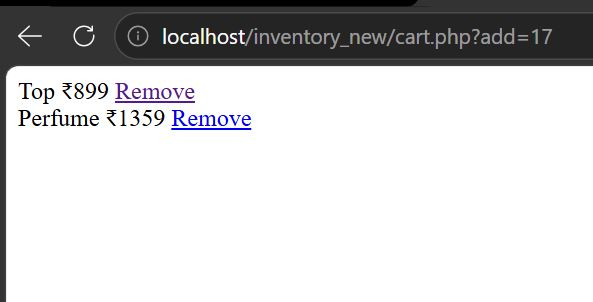 localhost/inventory_new/cart.php?add=17
Top ₹899 Remove
Perfume ₹1359 Remove